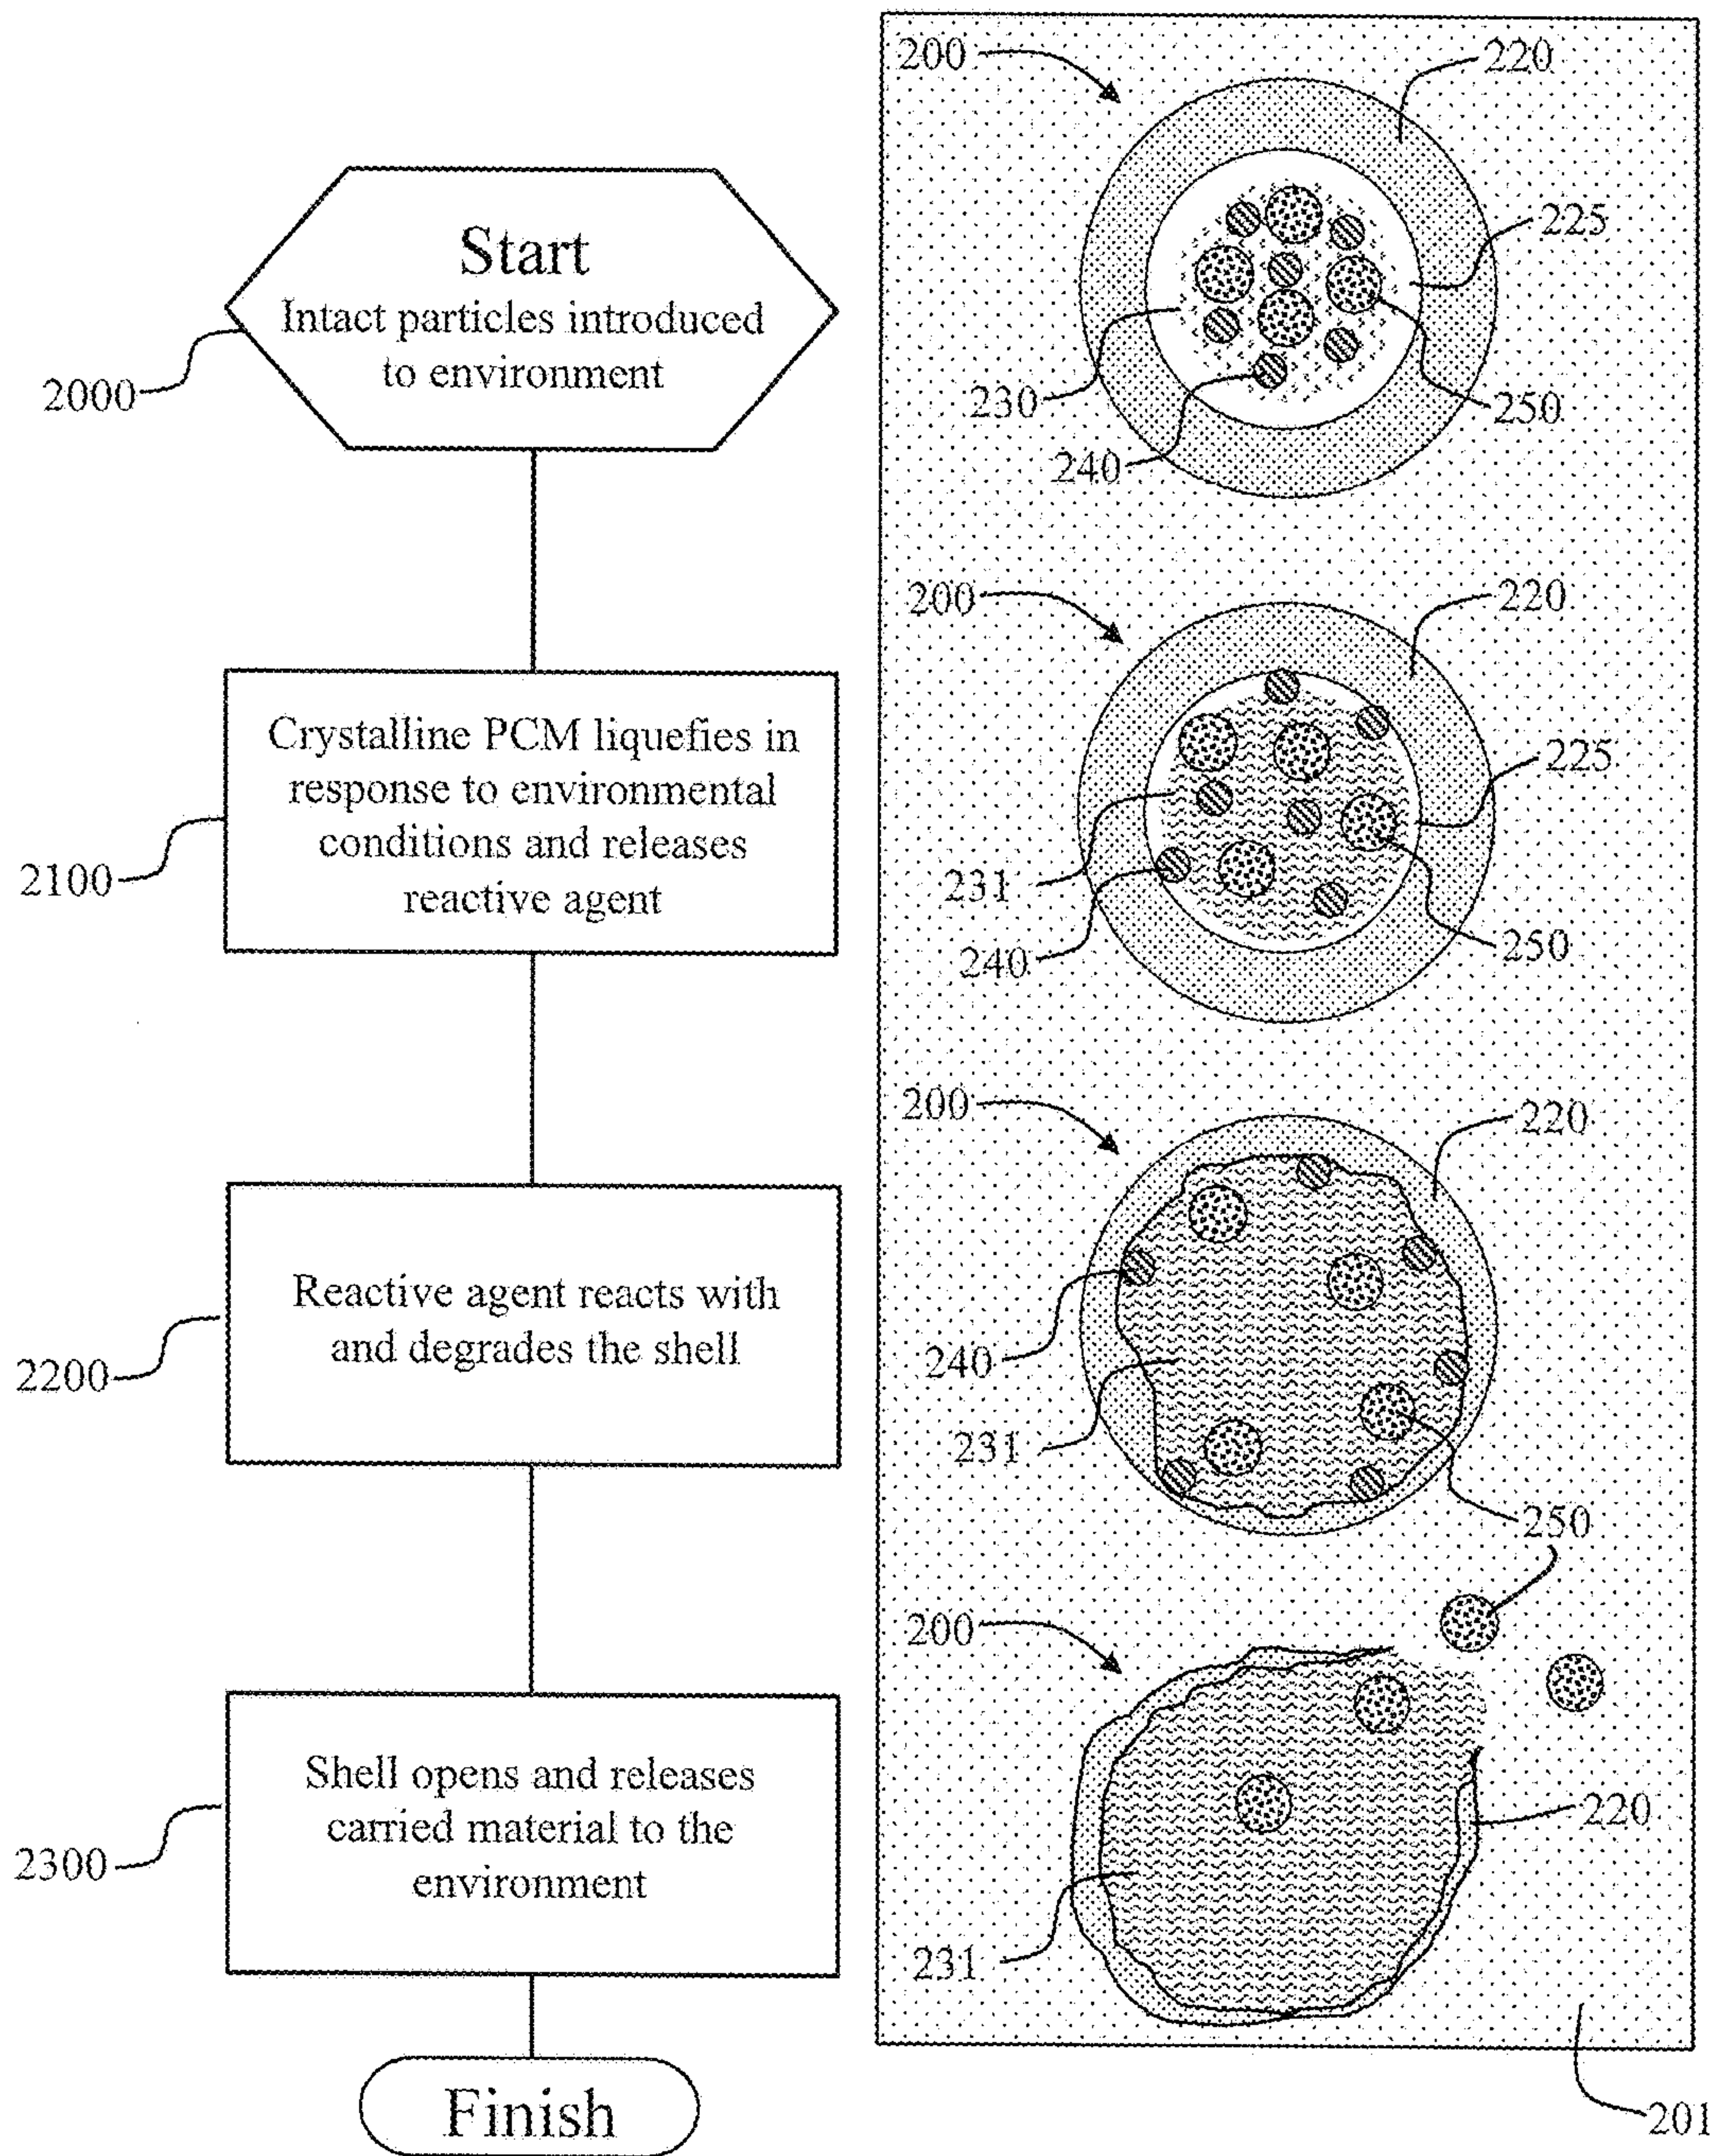 Start
Intact particles introduced
to environment
2000
Crystalline PCM liquefies in
response to environmental
conditions and releases
reactive agent
2100
Reactive agent reacts with
and degrades the shell
2200
Shell opens and releases
carried material to the
environment
2300
Finish
200
220
225
230
250
240
200
220
225
231
250
240
200
220
240
231
250
200
220
231
201